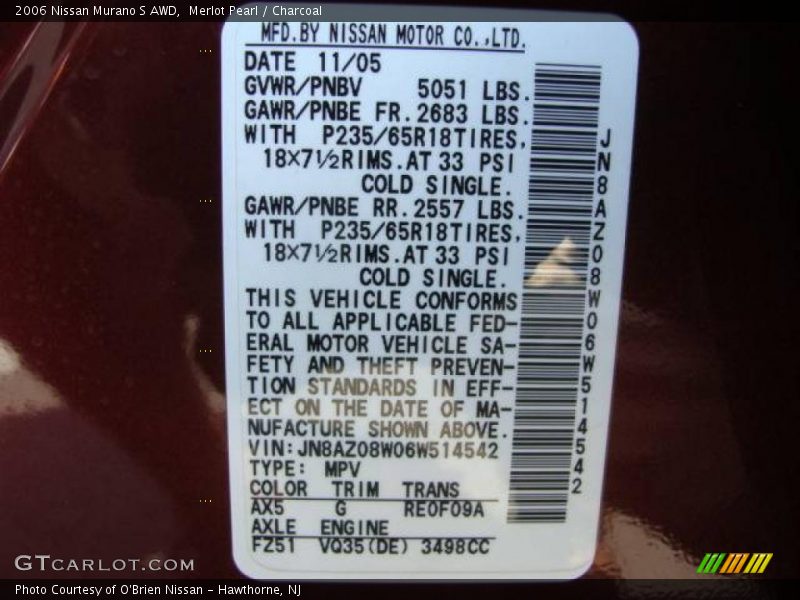 2006 Nissan Murano S AWD,  Merlot Pearl / Charcoal
MFD.BY NISSAN MOTOR CO.,LTD.
DATE 11/05
GVWR/PNBV 5051 LBS.
GAWR/PNBE FR.2683 LBS.
WITH P235/65R18TIRES,
18X7½RIMS.AT 33 PSI
COLD SINGLE.
GAWR/PNBE RR.2557 LBS.
WITH P235/65R18TIRES,
18X7½RIMS.AT 33 PSI
COLD SINGLE.
THIS VEHICLE CONFORMS
TO ALL APPLICABLE FED-
ERAL MOTOR VEHICLE SA-
FETY AND THEFT PREVEN-
TION STANDARDS IN EFF-
ECT ON THE DATE OF MA-
NUFACTURE SHOWN ABOVE.
VIN:JN8AZ08W06W514542
TYPE: MPV
COLOR TRIM TRANS
AX5 G RE0F09A
AXLE ENGINE
FZ51 VQ35(DE) 3498CC
JN8AZ08W06W514542
GTCARLOT.COM
Photo Courtesy of O'Brien Nissan - Hawthorne, NJ